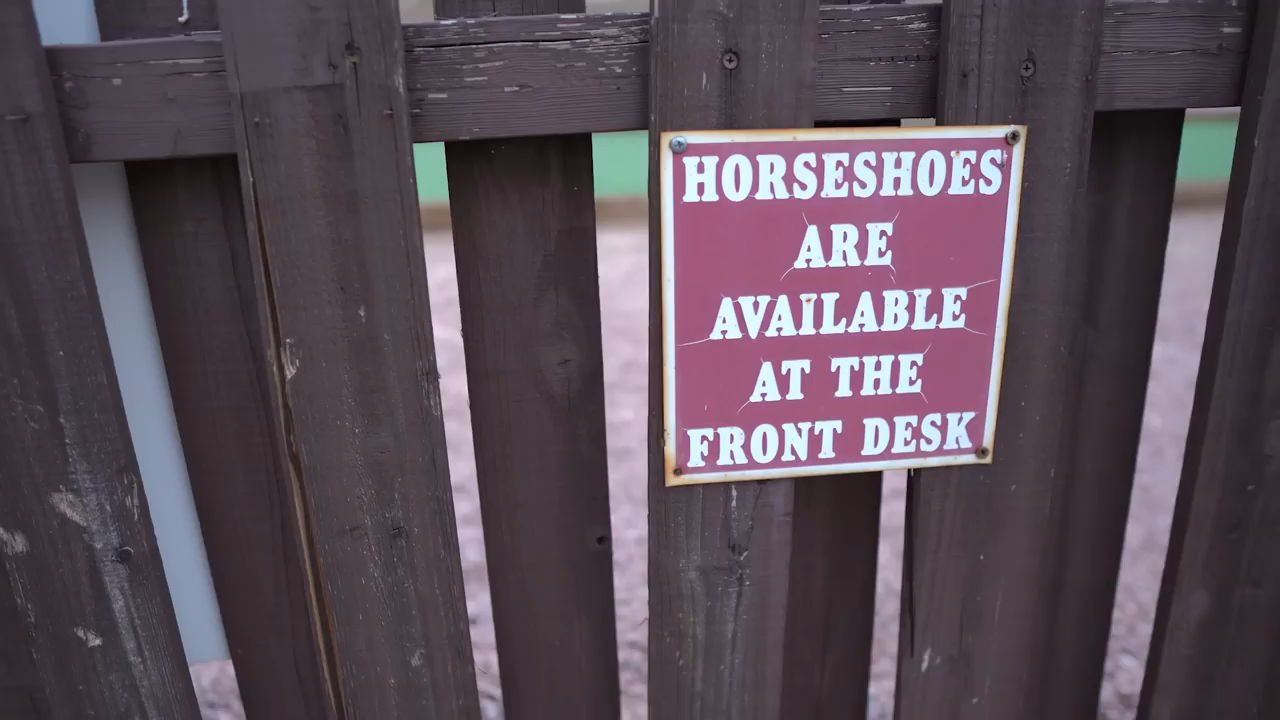 HORSESHOES
ARE
AVAILABLE
AT THE
FRONT DESK